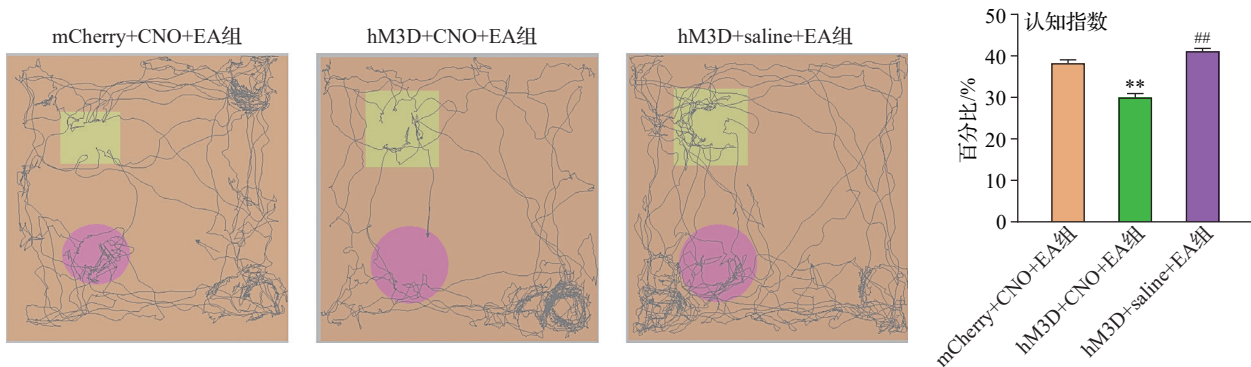 mCherry+CNO+EA组
hM3D+CNO+EA组
hM3D+saline+EA组
认知指数
百分比/%
50
40
30
20
10
0
**
##
mCherry+CNO+EA组
hM3D+CNO+EA组
hM3D+saline+EA组